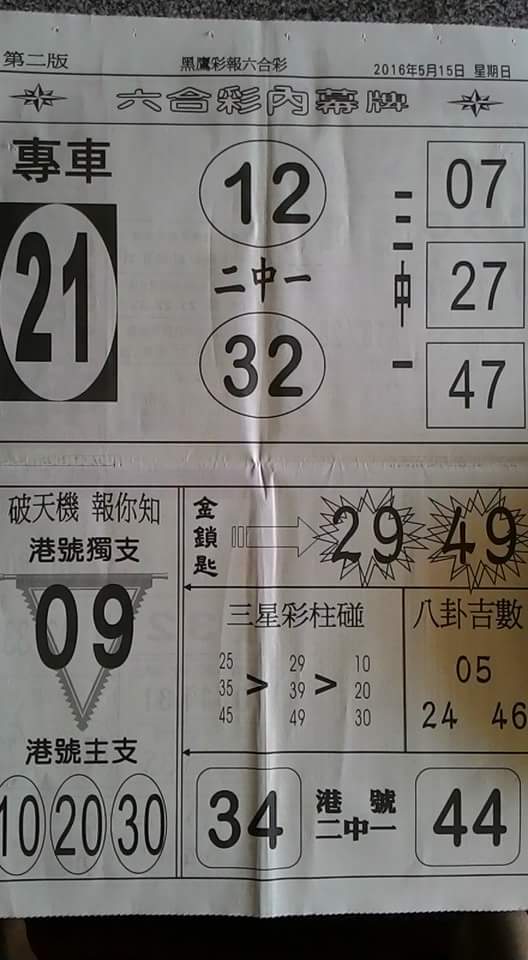 第二版 黑鷹彩報六合彩 2016年5月15日 星期日
六合彩內幕牌
專車
21
12
二中一
32
三中一
07
27
47
破天機 報你知
港號獨支
09
港號主支
10 20 30
金鎖匙
29 49
三星彩柱碰
25 29 10
35 > 39 > 20
45 49 30
八卦吉數
05
24 46
34
港號
二中一
44